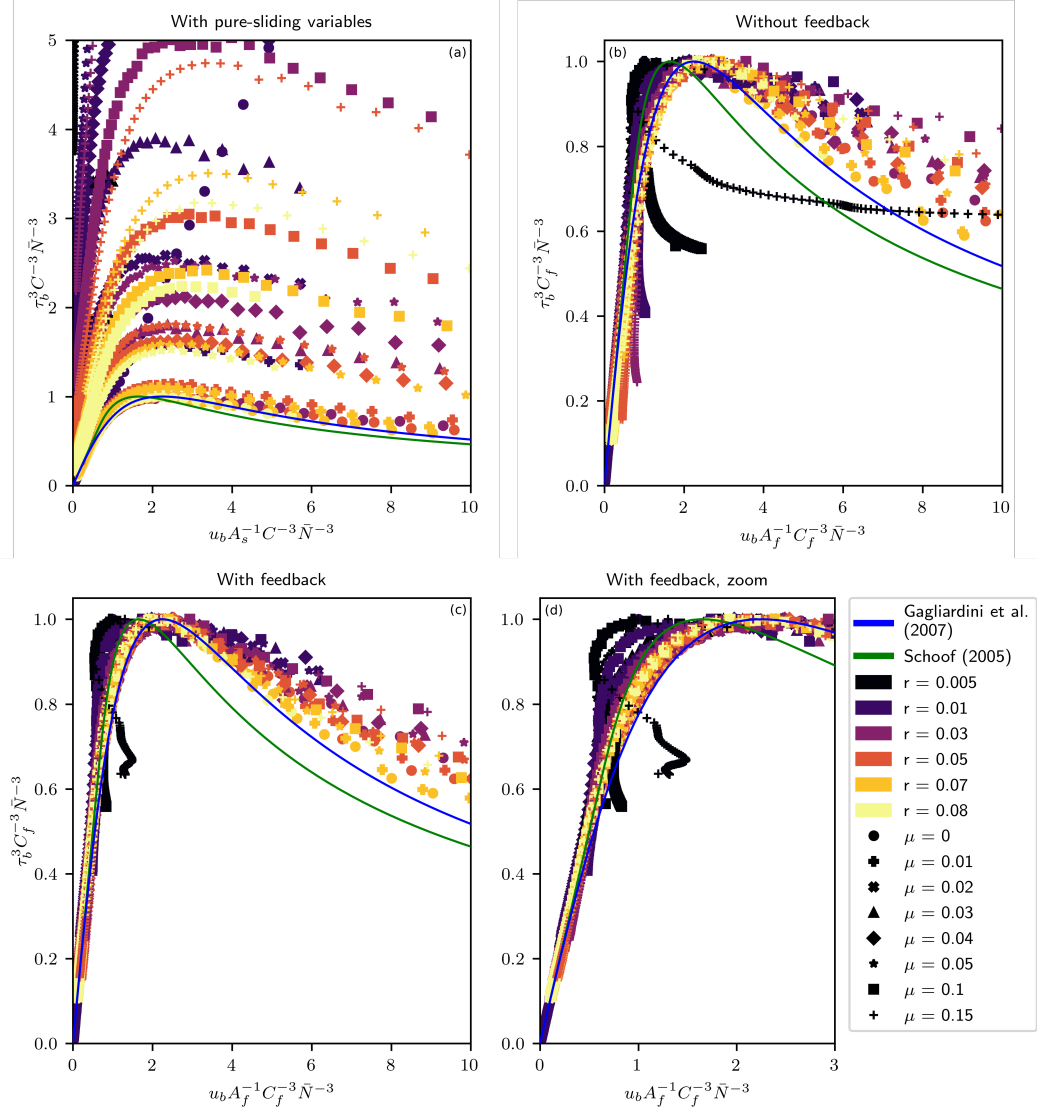 With pure-sliding variables
(a)
5
4
3
2
1
0
τ_b^3 C^{-3} N̄^{-3}
0 2 4 6 8 10
u_b A_s^{-1} C^{-3} N̄^{-3}
Without feedback
(b)
1.0
0.8
0.6
0.4
0.2
0.0
τ_b^3 C_f^{-3} N̄^{-3}
0 2 4 6 8 10
u_b A_f^{-1} C_f^{-3} N̄^{-3}
With feedback
(c)
1.0
0.8
0.6
0.4
0.2
0.0
τ_b^3 C_f^{-3} N̄^{-3}
0 2 4 6 8 10
u_b A_f^{-1} C_f^{-3} N̄^{-3}
With feedback, zoom
(d)
1.0
0.8
0.6
0.4
0.2
0.0
0 1 2 3
u_b A_f^{-1} C_f^{-3} N̄^{-3}
Gagliardini et al.
(2007)
Schoof (2005)
r = 0.005
r = 0.01
r = 0.03
r = 0.05
r = 0.07
r = 0.08
μ = 0
μ = 0.01
μ = 0.02
μ = 0.03
μ = 0.04
μ = 0.05
μ = 0.1
μ = 0.15